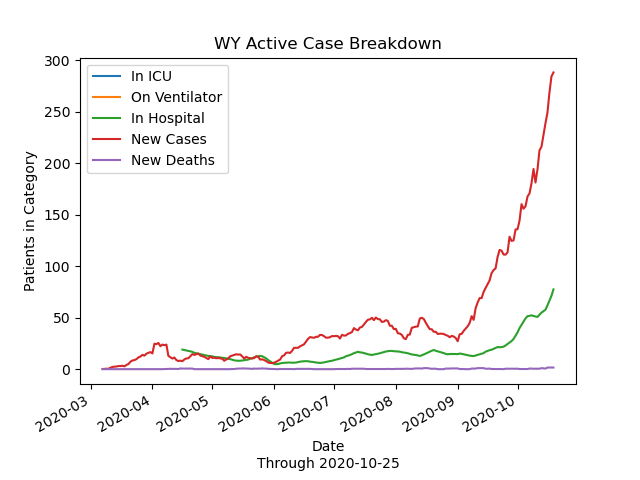 WY Active Case Breakdown
300
250
200
150
100
50
0
Patients in Category
In ICU
On Ventilator
In Hospital
New Cases
New Deaths
2020-03
2020-04
2020-05
2020-06
2020-07
2020-08
2020-09
2020-10
Date
Through 2020-10-25